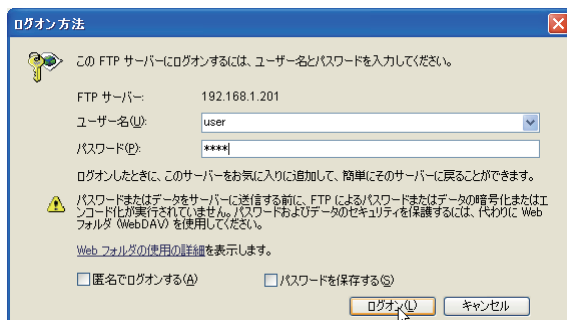 ログオン方法
この FTP サーバーにログオンするには、ユーザー名とパスワードを入力してください。
FTP サーバー: 192.168.1.201
ユーザー名(U): user
パスワード(P): ****
ログオンしたときに、このサーバーをお気に入りに追加して、簡単にそのサーバーに戻ることができます。
パスワードまたはデータをサーバーに送信する前に、FTP によるパスワードまたはデータの暗号化またはエ
ンコード化が実行されていません。パスワードおよびデータのセキュリティを保護するには、代わりに Web
フォルダ (WebDAV) を使用してください。
Web フォルダの使用の詳細を表示します。
匿名でログオンする(A) パスワードを保存する(S)
ログオン(L) キャンセル